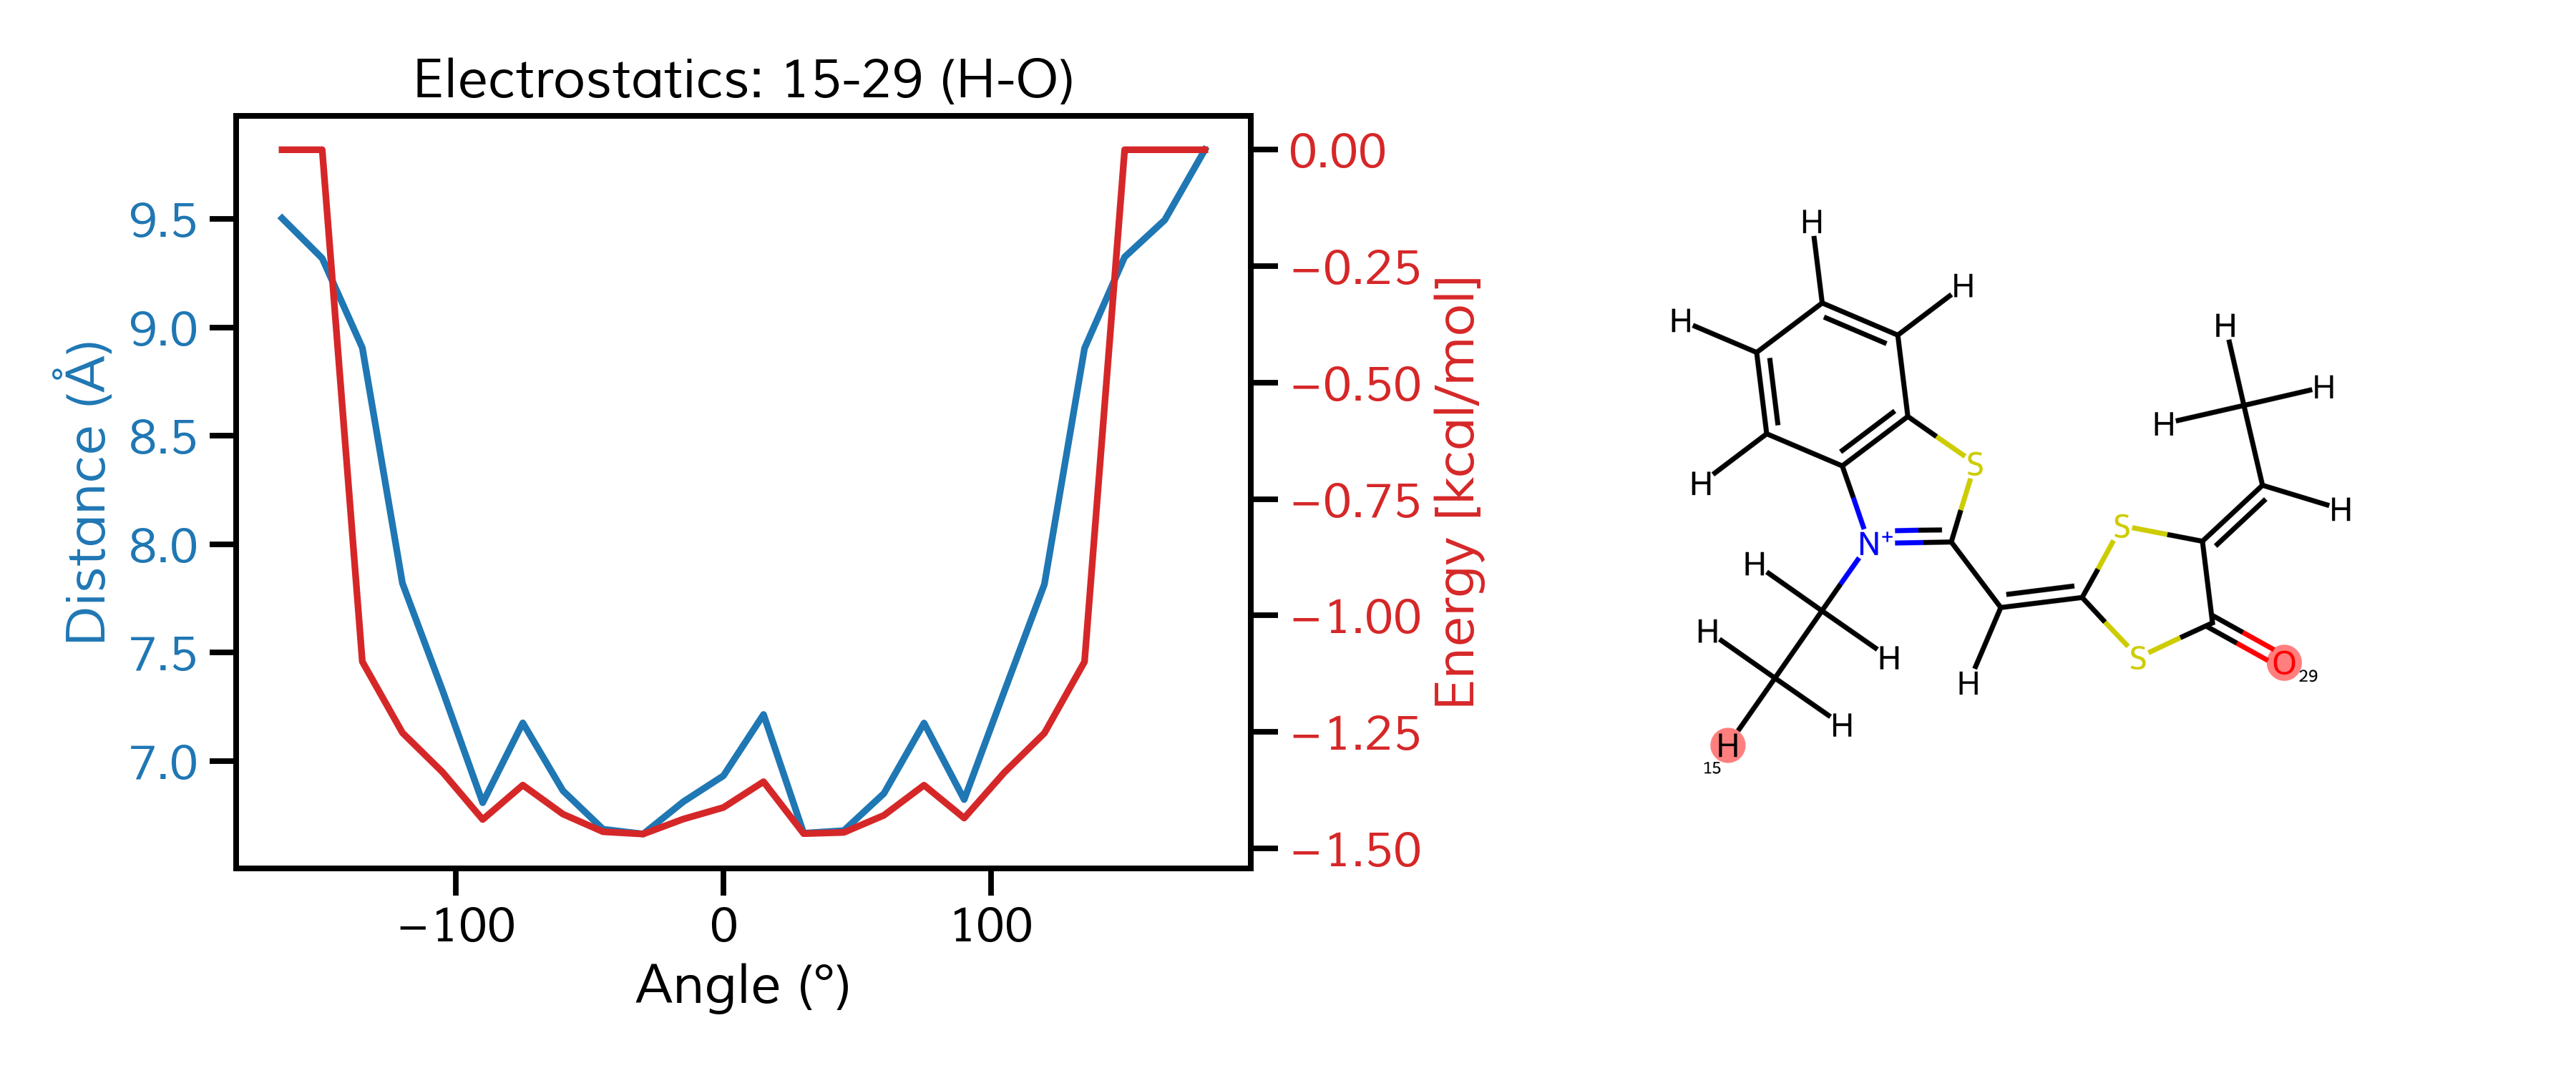 Electrostatics: 15-29 (H-O)
Distance (Å)
9.5
9.0
8.5
8.0
7.5
7.0
−100
0
100
Angle (°)
0.00
−0.25
−0.50
−0.75
−1.00
−1.25
−1.50
Energy [kcal/mol]
H
H
H
H
H
H
H
S
H
H
S
N+
H
H
H
S
O
29
H
H
H
15